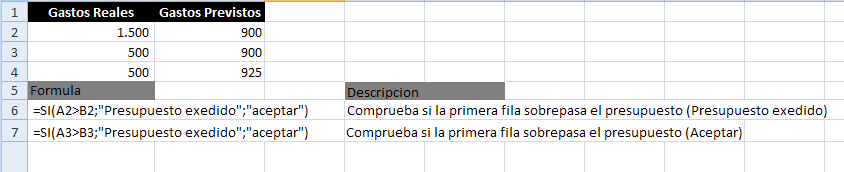 1 Gastos Reales Gastos Previstos
2 1.500 900
3 500 900
4 500 925
5 Formula Descripcion
6 =SI(A2>B2;"Presupuesto exedido";"aceptar") Comprueba si la primera fila sobrepasa el presupuesto (Presupuesto exedido)
7 =SI(A3>B3;"Presupuesto exedido";"aceptar") Comprueba si la primera fila sobrepasa el presupuesto (Aceptar)